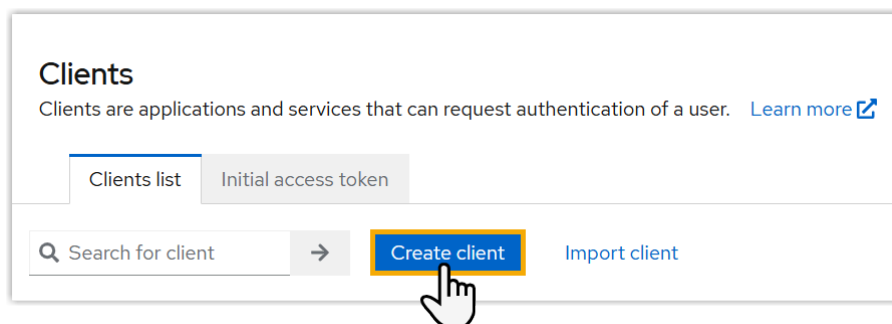 Clients
Clients are applications and services that can request authentication of a user. Learn more
Clients list Initial access token
Search for client Create client Import client